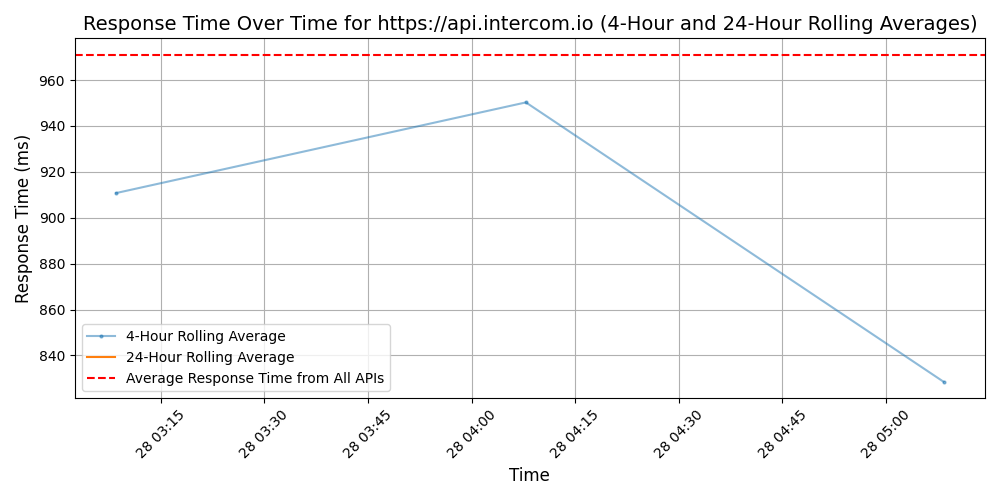 Response Time Over Time for https://api.intercom.io (4-Hour and 24-Hour Rolling Averages)
Response Time (ms)
960
940
920
900
880
860
840
4-Hour Rolling Average
24-Hour Rolling Average
Average Response Time from All APIs
28 03:15
28 03:30
28 03:45
28 04:00
28 04:15
28 04:30
28 04:45
28 05:00
Time